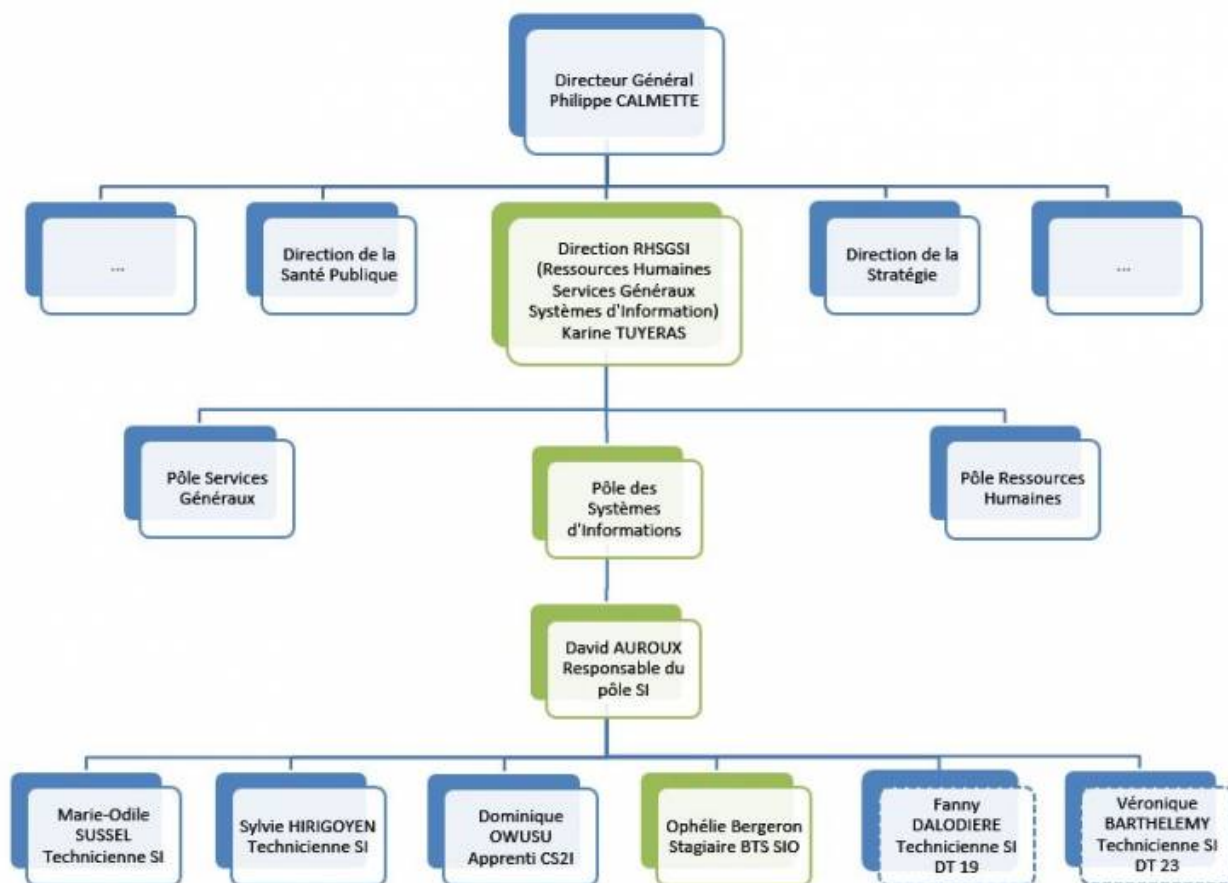 Directeur Général
Philippe CALMETTE
...
Direction de la
Santé Publique
Direction RHSGSI
(Ressources Humaines
Services Généraux
Systèmes d'Information)
Karine TUYERAS
Direction de la
Stratégie
...
Pôle Services
Généraux
Pôle des
Systèmes
d'Informations
Pôle Ressources
Humaines
David AUROUX
Responsable du
pôle SI
Marie-Odile
SUSSEL
Technicienne SI
Sylvie HIRIGOYEN
Technicienne SI
Dominique
OWUSU
Apprenti CS2I
Ophélie Bergeron
Stagiaire BTS SIO
Fanny
DALODIERE
Technicienne SI
DT 19
Véronique
BARTHELEMY
Technicienne SI
DT 23